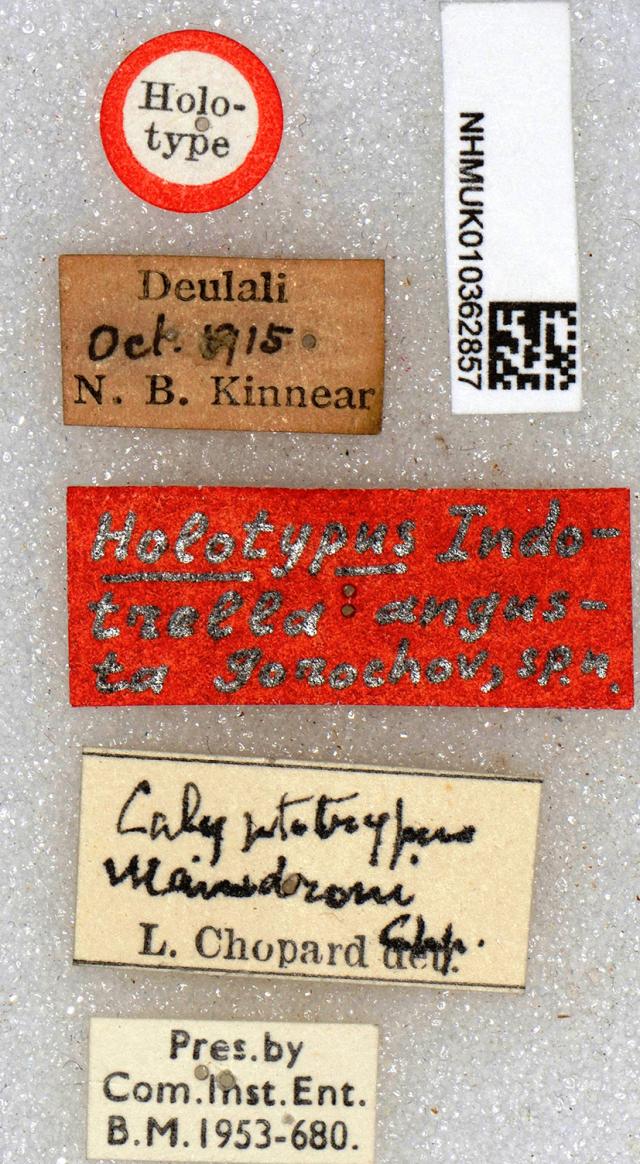 Holo-
type
NHMUK010362857
Deulali
Oct. 1915
N. B. Kinnear
Holotypus Indo-
trella angus-
ta Gorochov, sp.n.
Calyptotrypus
Chp.
L. Chopard det.
Pres.by
Com.Inst.Ent.
B.M.1953-680.